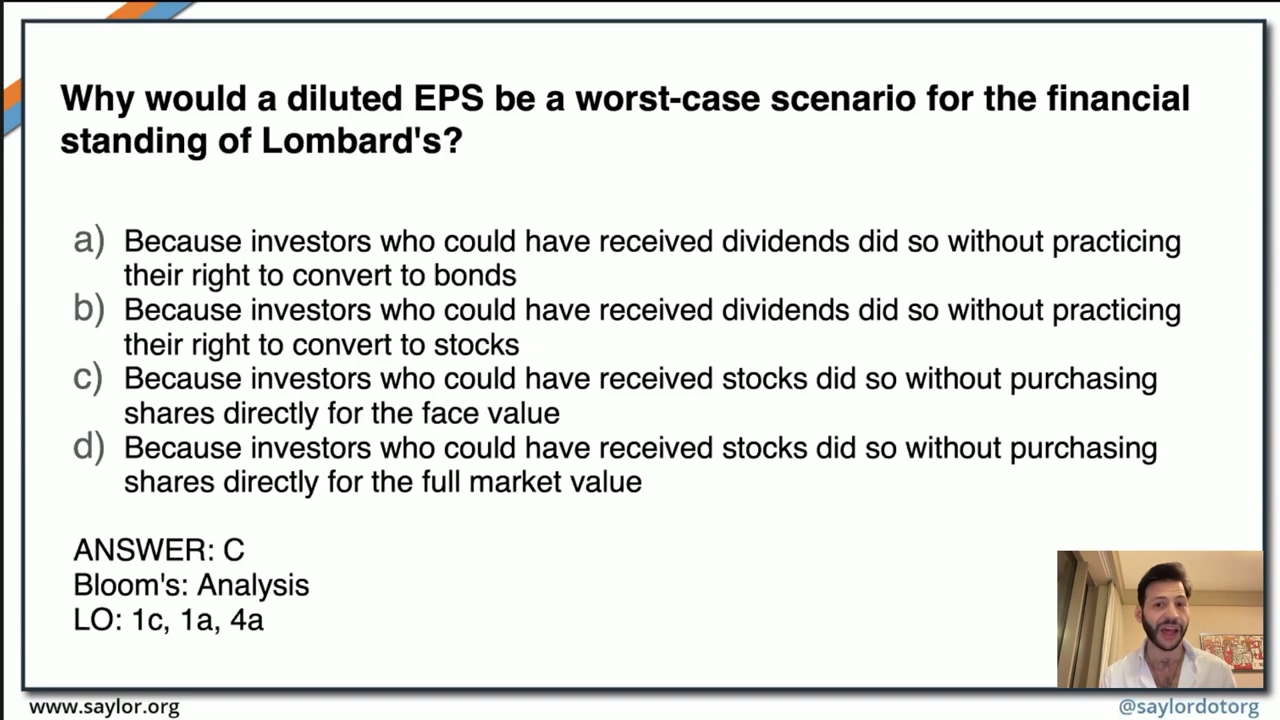 Why would a diluted EPS be a worst-case scenario for the financial
standing of Lombard's?
a) Because investors who could have received dividends did so without practicing
their right to convert to bonds
b) Because investors who could have received dividends did so without practicing
their right to convert to stocks
c) Because investors who could have received stocks did so without purchasing
shares directly for the face value
d) Because investors who could have received stocks did so without purchasing
shares directly for the full market value
ANSWER: C
Bloom's: Analysis
LO: 1c, 1a, 4a
www.saylor.org
@saylordotorg